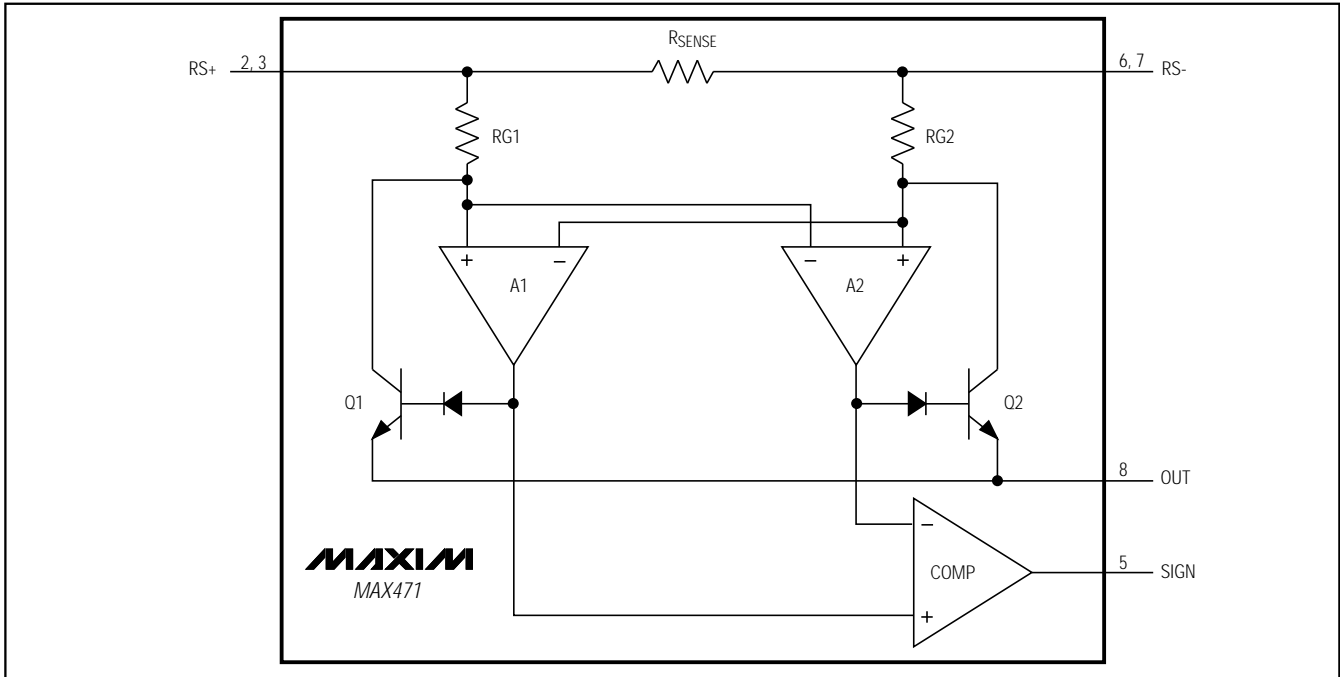 RSENSE
RS+ 2, 3
6, 7 RS-
RG1
RG2
+ −
− +
A1
A2
Q1
Q2
8 OUT
−
COMP
5 SIGN
+
MAXIM
MAX471